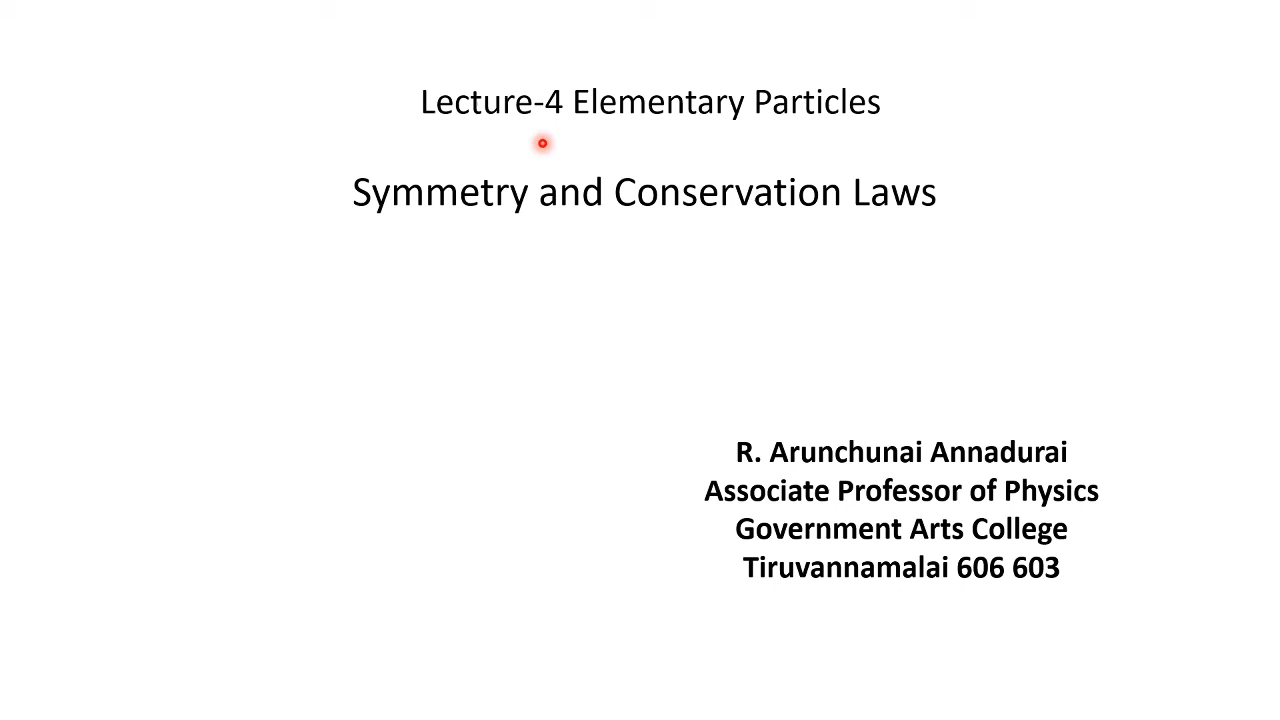 Lecture-4 Elementary Particles
Symmetry and Conservation Laws
R. Arunchunai Annadurai
Associate Professor of Physics
Government Arts College
Tiruvannamalai 606 603